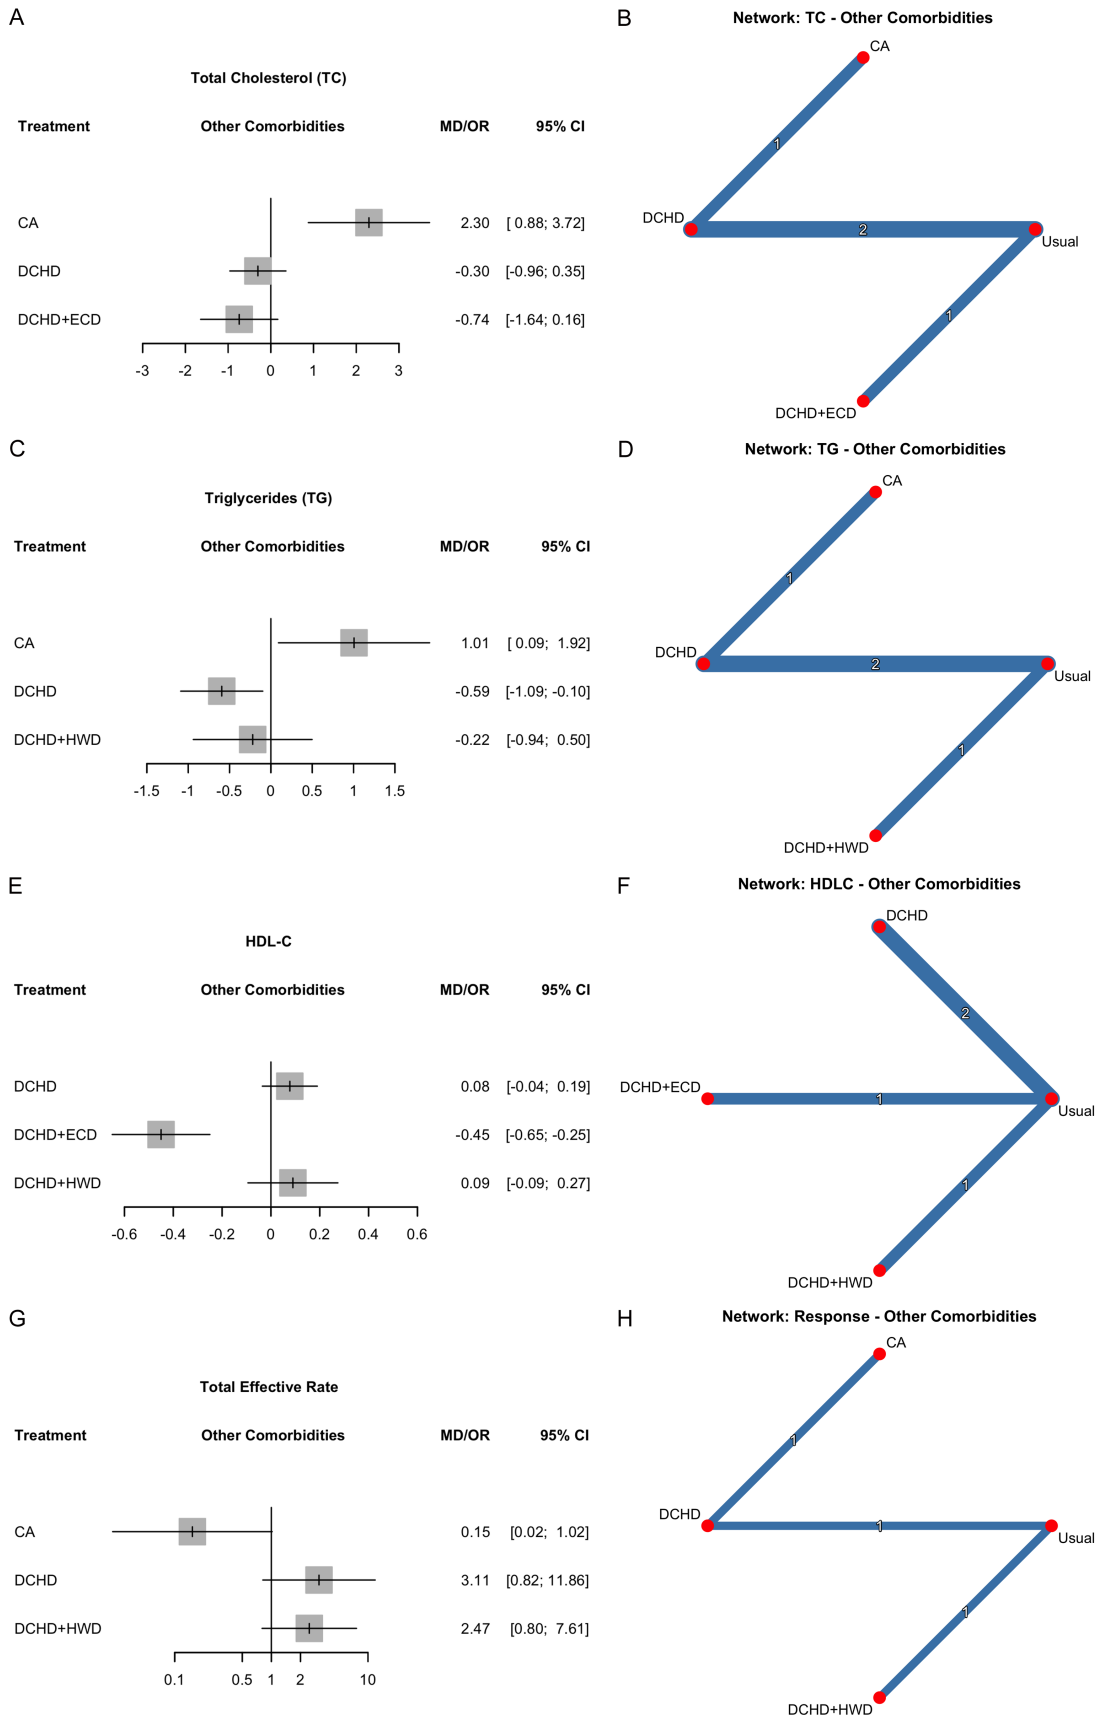 A
Total Cholesterol (TC)
Treatment Other Comorbidities MD/OR 95% CI
CA 2.30 [ 0.88; 3.72]
DCHD -0.30 [-0.96; 0.35]
DCHD+ECD -0.74 [-1.64; 0.16]
-3 -2 -1 0 1 2 3
B
Network: TC - Other Comorbidities
CA
1
DCHD
2
Usual
1
DCHD+ECD
C
Triglycerides (TG)
Treatment Other Comorbidities MD/OR 95% CI
CA 1.01 [ 0.09; 1.92]
DCHD -0.59 [-1.09; -0.10]
DCHD+HWD -0.22 [-0.94; 0.50]
-1.5 -1 -0.5 0 0.5 1 1.5
D
Network: TG - Other Comorbidities
CA
1
DCHD
2
Usual
1
DCHD+HWD
E
HDL-C
Treatment Other Comorbidities MD/OR 95% CI
DCHD 0.08 [-0.04; 0.19]
DCHD+ECD -0.45 [-0.65; -0.25]
DCHD+HWD 0.09 [-0.09; 0.27]
-0.6 -0.4 -0.2 0 0.2 0.4 0.6
F
Network: HDLC - Other Comorbidities
DCHD
2
DCHD+ECD
1
Usual
1
DCHD+HWD
G
Total Effective Rate
Treatment Other Comorbidities MD/OR 95% CI
CA 0.15 [0.02; 1.02]
DCHD 3.11 [0.82; 11.86]
DCHD+HWD 2.47 [0.80; 7.61]
0.1 0.5 1 2 10
H
Network: Response - Other Comorbidities
CA
1
DCHD
1
Usual
1
DCHD+HWD